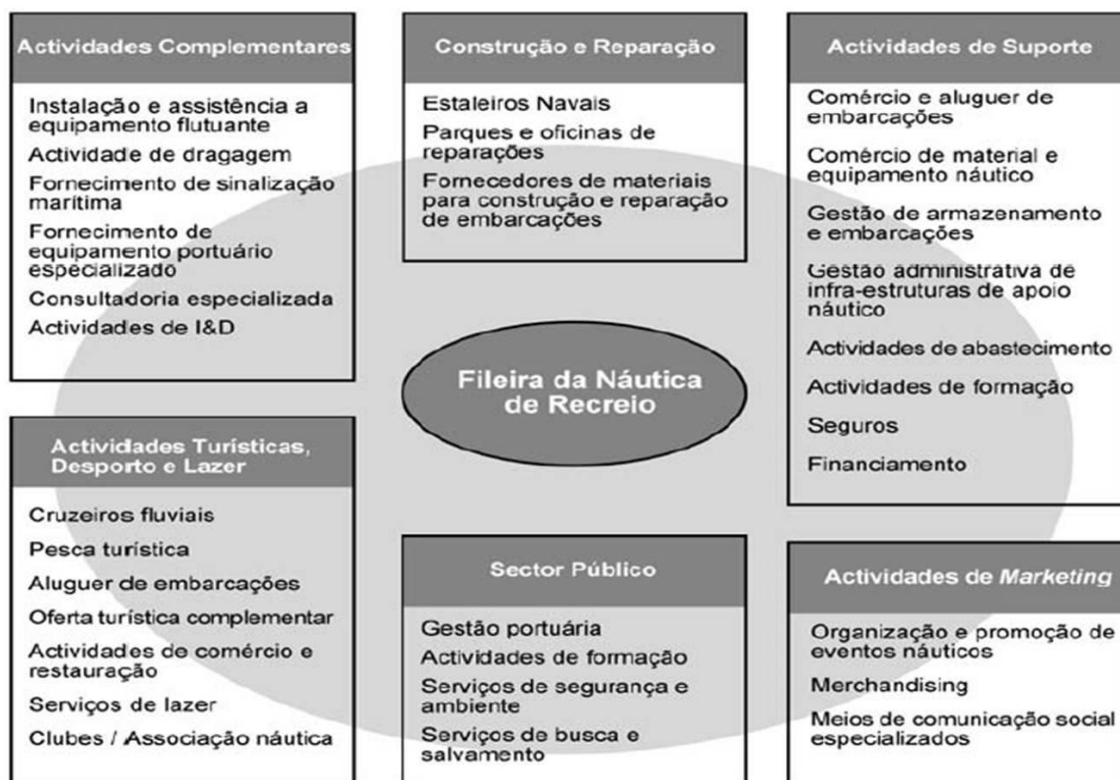 Actividades Complementares
Instalação e assistência a
equipamento flutuante
Actividade de dragagem
Fornecimento de sinalização
marítima
Fornecimento de
equipamento portuário
especializado
Consultadoria especializada
Actividades de I&D
Construção e Reparação
Estaleiros Navais
Parques e oficinas de
reparações
Fornecedores de materiais
para construção e reparação
de embarcações
Actividades de Suporte
Comércio e aluguer de
embarcações
Comércio de material e
equipamento náutico
Gestão de armazenamento
e embarcações
Gestão administrativa de
infra-estruturas de apoio
náutico
Actividades de abastecimento
Actividades de formação
Seguros
Financiamento
Fileira da Náutica
de Recreio
Actividades Turísticas,
Desporto e Lazer
Cruzeiros fluviais
Pesca turística
Aluguer de embarcações
Oferta turística complementar
Actividades de comércio e
restauração
Serviços de lazer
Clubes / Associação náutica
Sector Público
Gestão portuária
Actividades de formação
Serviços de segurança e
ambiente
Serviços de busca e
salvamento
Actividades de Marketing
Organização e promoção de
eventos náuticos
Merchandising
Meios de comunicação social
especializados